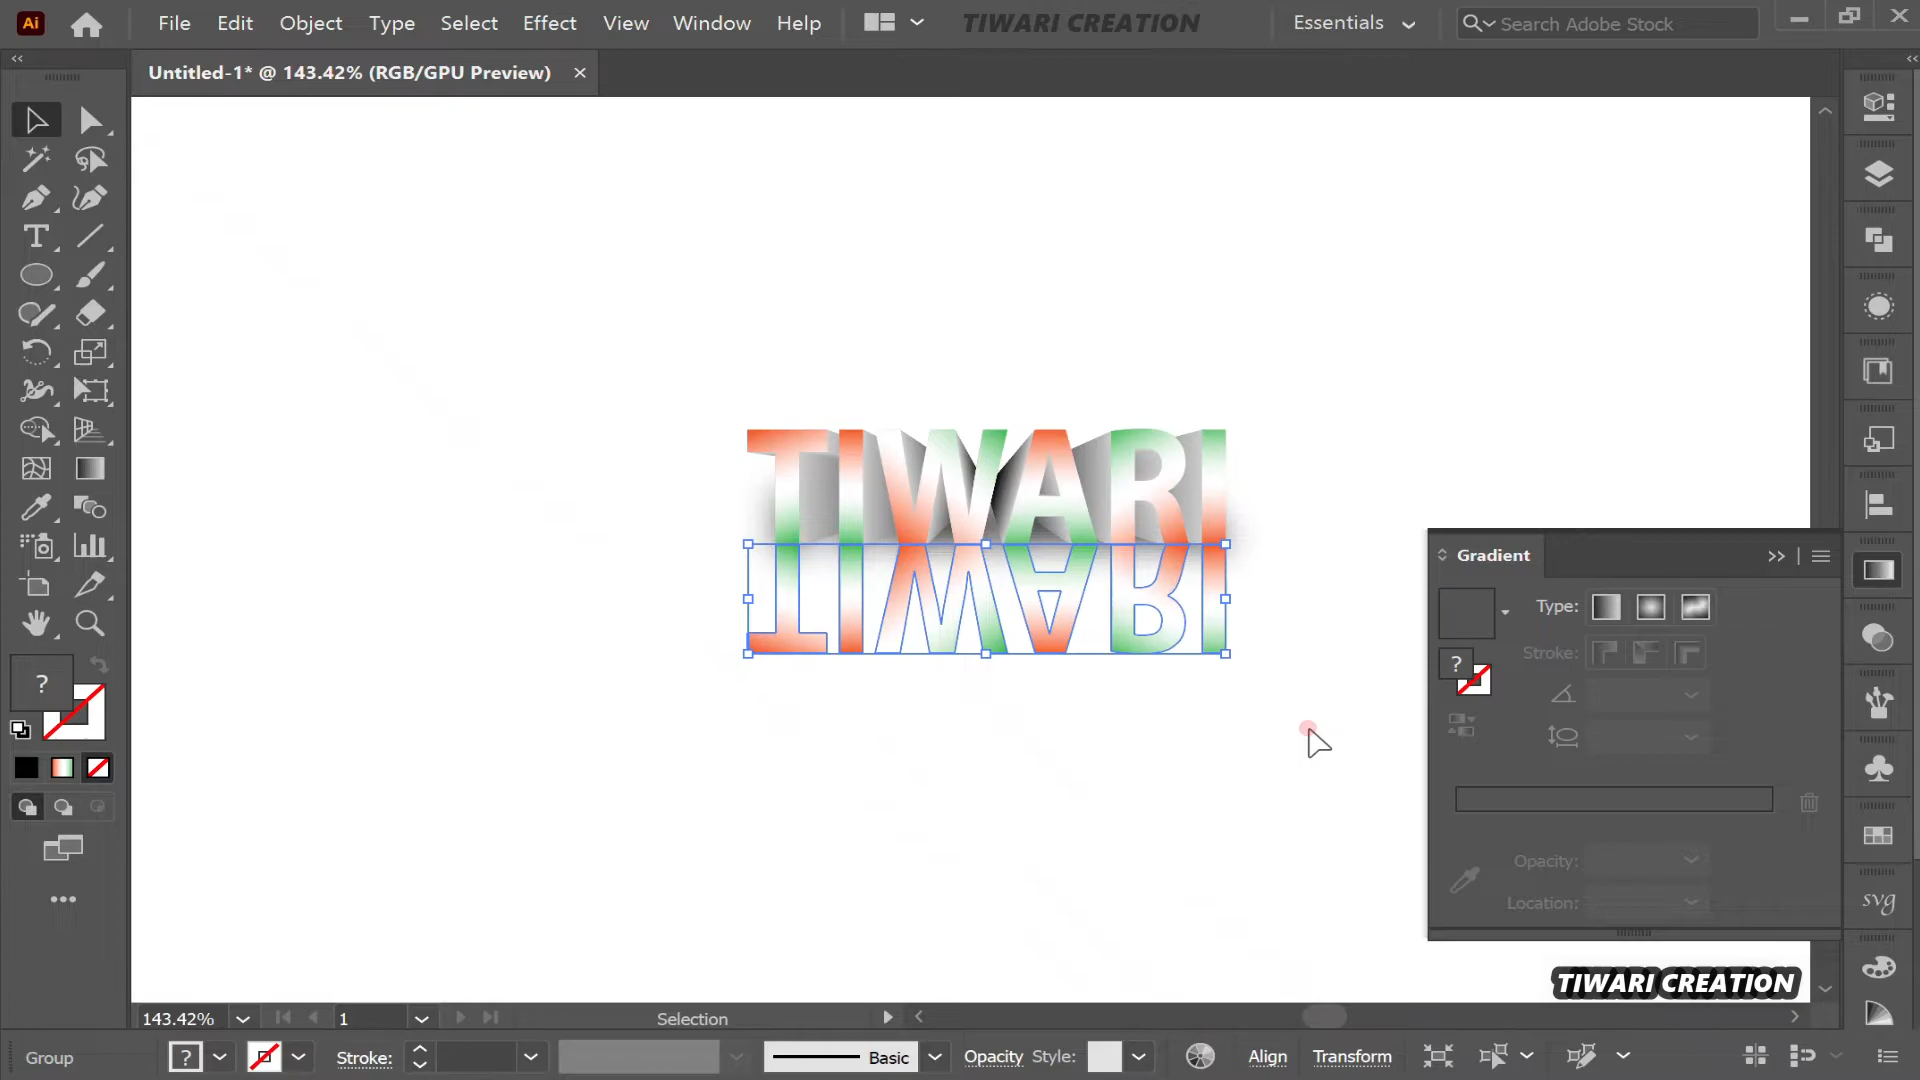 Ai File Edit Object Type Select Effect View Window Help TIWARI CREATION Essentials Search Adobe Stock
Untitled-1* @ 143.42% (RGB/GPU Preview)
TIWARI
TIWARI
Gradient
Type:
Stroke:
?
?
Opacity:
Location:
svg
TIWARI CREATION
143.42% 1 Selection
Group ? Stroke: Basic Opacity Style: Align Transform